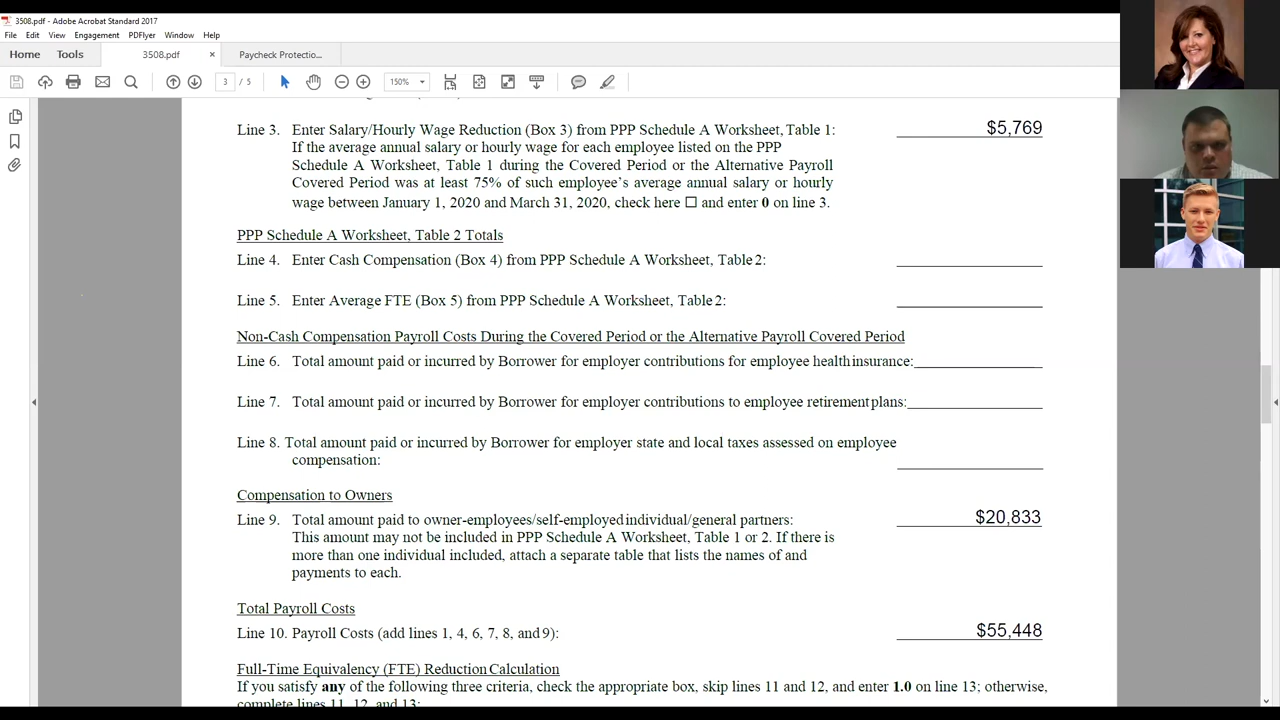 3508.pdf - Adobe Acrobat Standard 2017
File Edit View Engagement PDFlyer Window Help
Home Tools 3508.pdf × Paycheck Protectio...
3 / 5 150%
Line 3. Enter Salary/Hourly Wage Reduction (Box 3) from PPP Schedule A Worksheet, Table 1: $5,769
If the average annual salary or hourly wage for each employee listed on the PPP
Schedule A Worksheet, Table 1 during the Covered Period or the Alternative Payroll
Covered Period was at least 75% of such employee's average annual salary or hourly
wage between January 1, 2020 and March 31, 2020, check here ☐ and enter 0 on line 3.
PPP Schedule A Worksheet, Table 2 Totals
Line 4. Enter Cash Compensation (Box 4) from PPP Schedule A Worksheet, Table 2:
Line 5. Enter Average FTE (Box 5) from PPP Schedule A Worksheet, Table 2:
Non-Cash Compensation Payroll Costs During the Covered Period or the Alternative Payroll Covered Period
Line 6. Total amount paid or incurred by Borrower for employer contributions for employee health insurance:
Line 7. Total amount paid or incurred by Borrower for employer contributions to employee retirement plans:
Line 8. Total amount paid or incurred by Borrower for employer state and local taxes assessed on employee
compensation:
Compensation to Owners
Line 9. Total amount paid to owner-employees/self-employed individual/general partners: $20,833
This amount may not be included in PPP Schedule A Worksheet, Table 1 or 2. If there is
more than one individual included, attach a separate table that lists the names of and
payments to each.
Total Payroll Costs
Line 10. Payroll Costs (add lines 1, 4, 6, 7, 8, and 9): $55,448
Full-Time Equivalency (FTE) Reduction Calculation
If you satisfy any of the following three criteria, check the appropriate box, skip lines 11 and 12, and enter 1.0 on line 13; otherwise,
complete lines 11, 12, and 13: